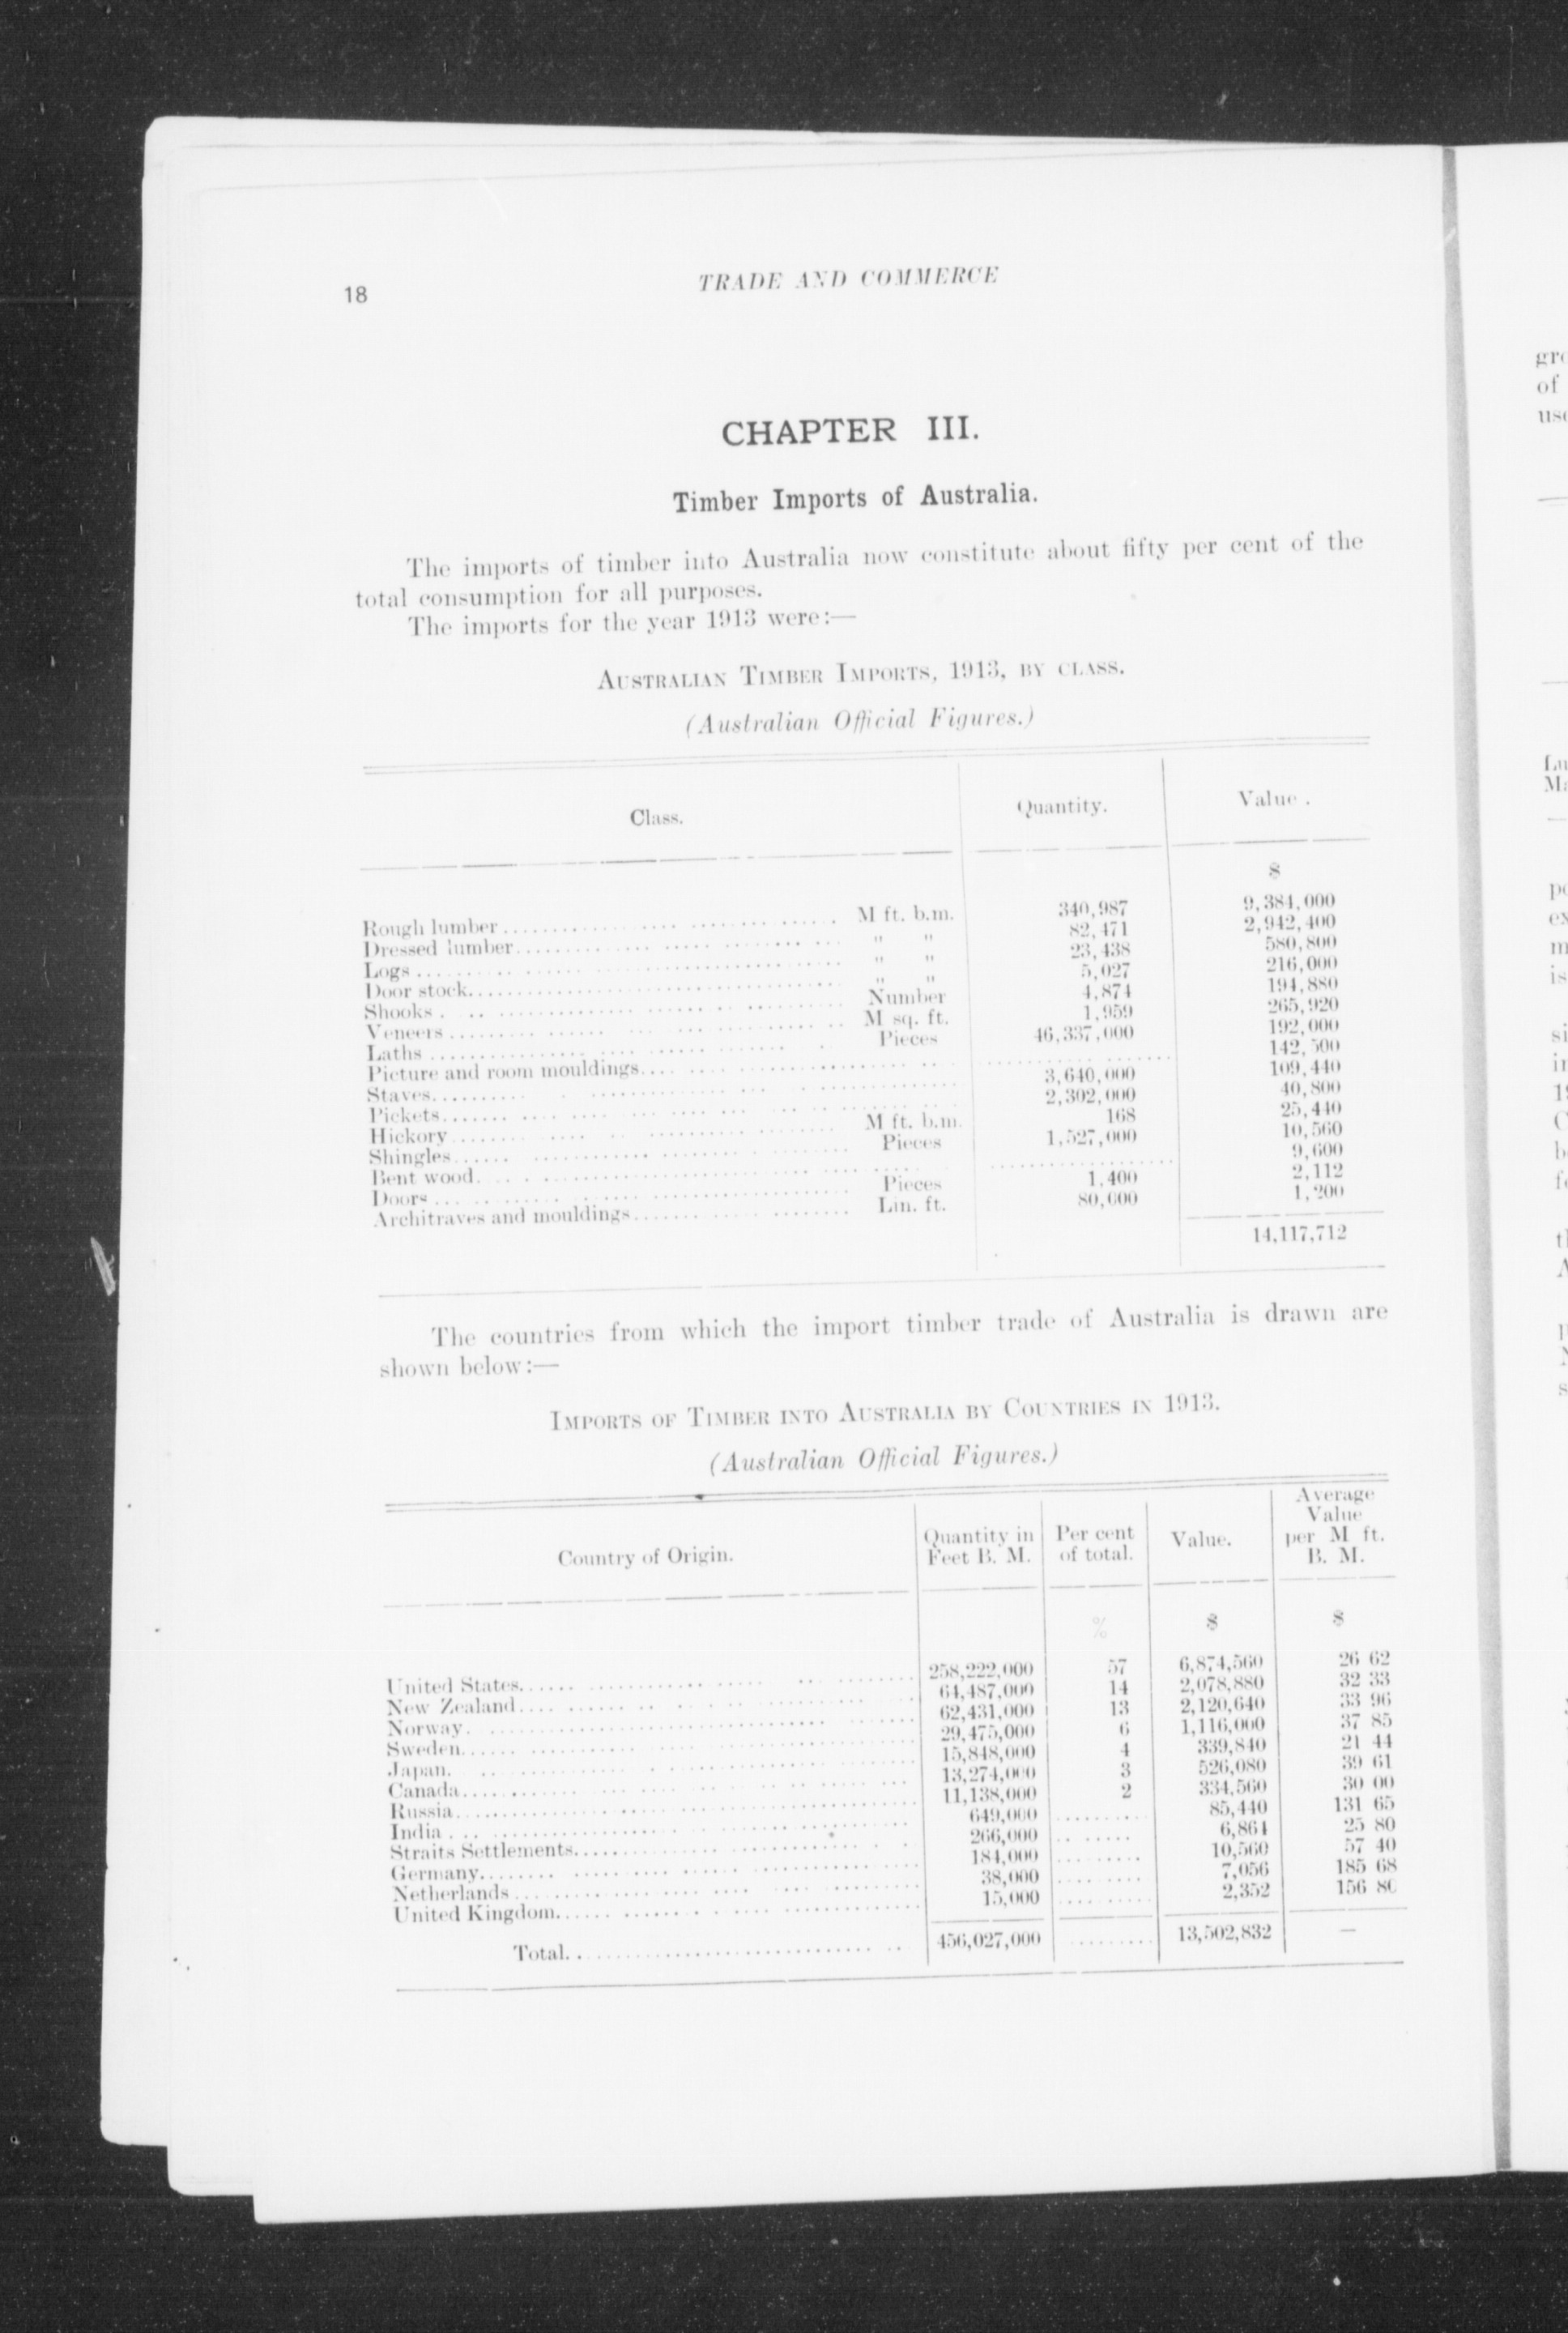 18
TRADE AND COMMERCE
CHAPTER III.
Timber Imports of Australia.
The imports of timber into Australia now constitute about fifty per cent of the
total consumption for all purposes.
The imports for the year 1913 were:—
AUSTRALIAN TIMBER IMPORTS, 1913, BY CLASS.
(Australian Official Figures.)
Class. Quantity. Value.
$
Rough lumber M ft. b.m. 340,987 9,384,000
Dressed lumber " " 82,471 2,942,400
Logs " " 23,438 580,800
Door stock " " 5,027 216,000
Shooks Number 4,874 194,880
Veneers M sq. ft. 1,959 265,920
Laths Pieces 46,337,000 192,000
Picture and room mouldings 142,500
Staves 3,640,000 109,440
Pickets 2,302,000 40,800
Hickory M ft. b.m. 168 25,440
Shingles Pieces 1,527,000 10,560
Bent wood 9,600
Doors Pieces 1,400 2,112
Architraves and mouldings Lin. ft. 80,000 1,200
14,117,712
The countries from which the import timber trade of Australia is drawn are
shown below:—
IMPORTS OF TIMBER INTO AUSTRALIA BY COUNTRIES IN 1913.
(Australian Official Figures.)
Country of Origin. Quantity in Feet B. M. Per cent of total. Value. Average Value per M ft. B. M.
% $ $
United States 258,222,000 57 6,874,560 26 62
New Zealand 64,487,000 14 2,078,880 32 33
Norway 62,431,000 13 2,120,640 33 96
Sweden 29,475,000 6 1,116,000 37 85
Japan 15,848,000 4 339,840 21 44
Canada 13,274,000 3 526,080 39 61
Russia 11,138,000 2 334,560 30 00
India 649,000 85,440 131 65
Straits Settlements 266,000 6,864 25 80
Germany 184,000 10,560 57 40
Netherlands 38,000 7,056 185 68
United Kingdom 15,000 2,352 156 80
Total 456,027,000 13,502,832 —